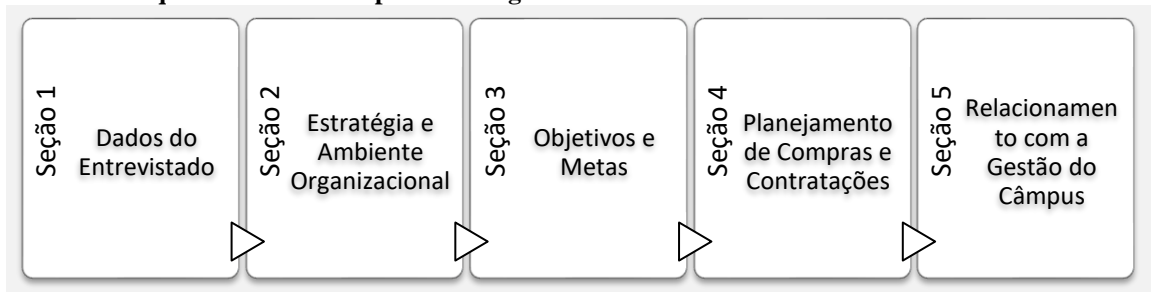 Seção 1
Dados do
Entrevistado
Seção 2
Estratégia e
Ambiente
Organizacional
Seção 3
Objetivos e
Metas
Seção 4
Planejamento
de Compras e
Contratações
Seção 5
Relacionamen
to com a
Gestão do
Câmpus